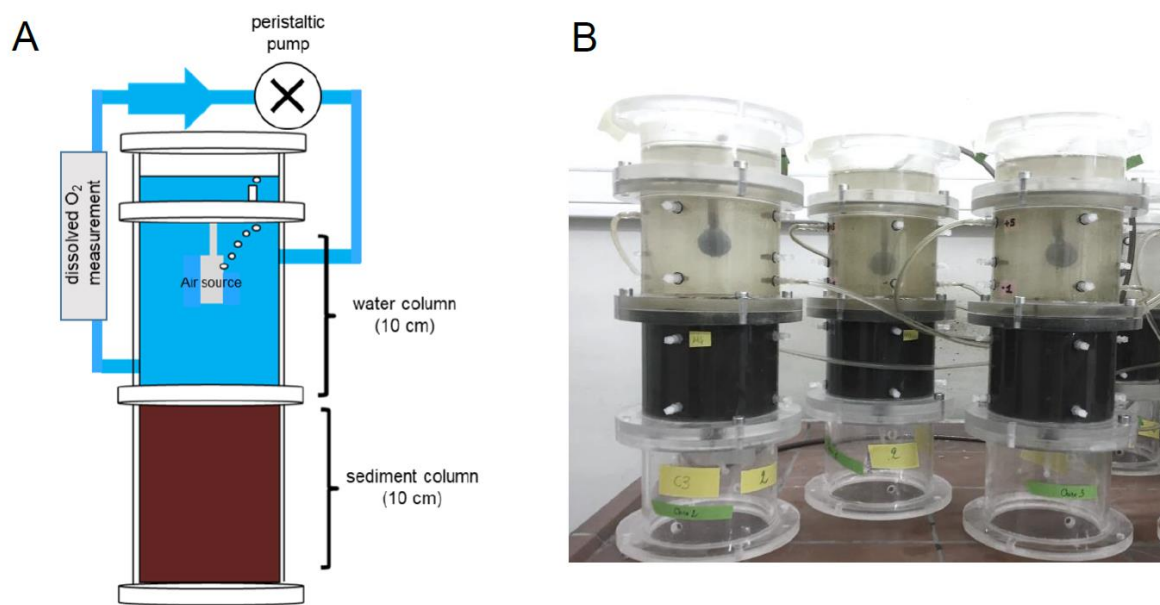 A
peristaltic
pump
dissolved O2
measurement
Air source
water column
(10 cm)
sediment column
(10 cm)
B
+5
-1
C3
2
2